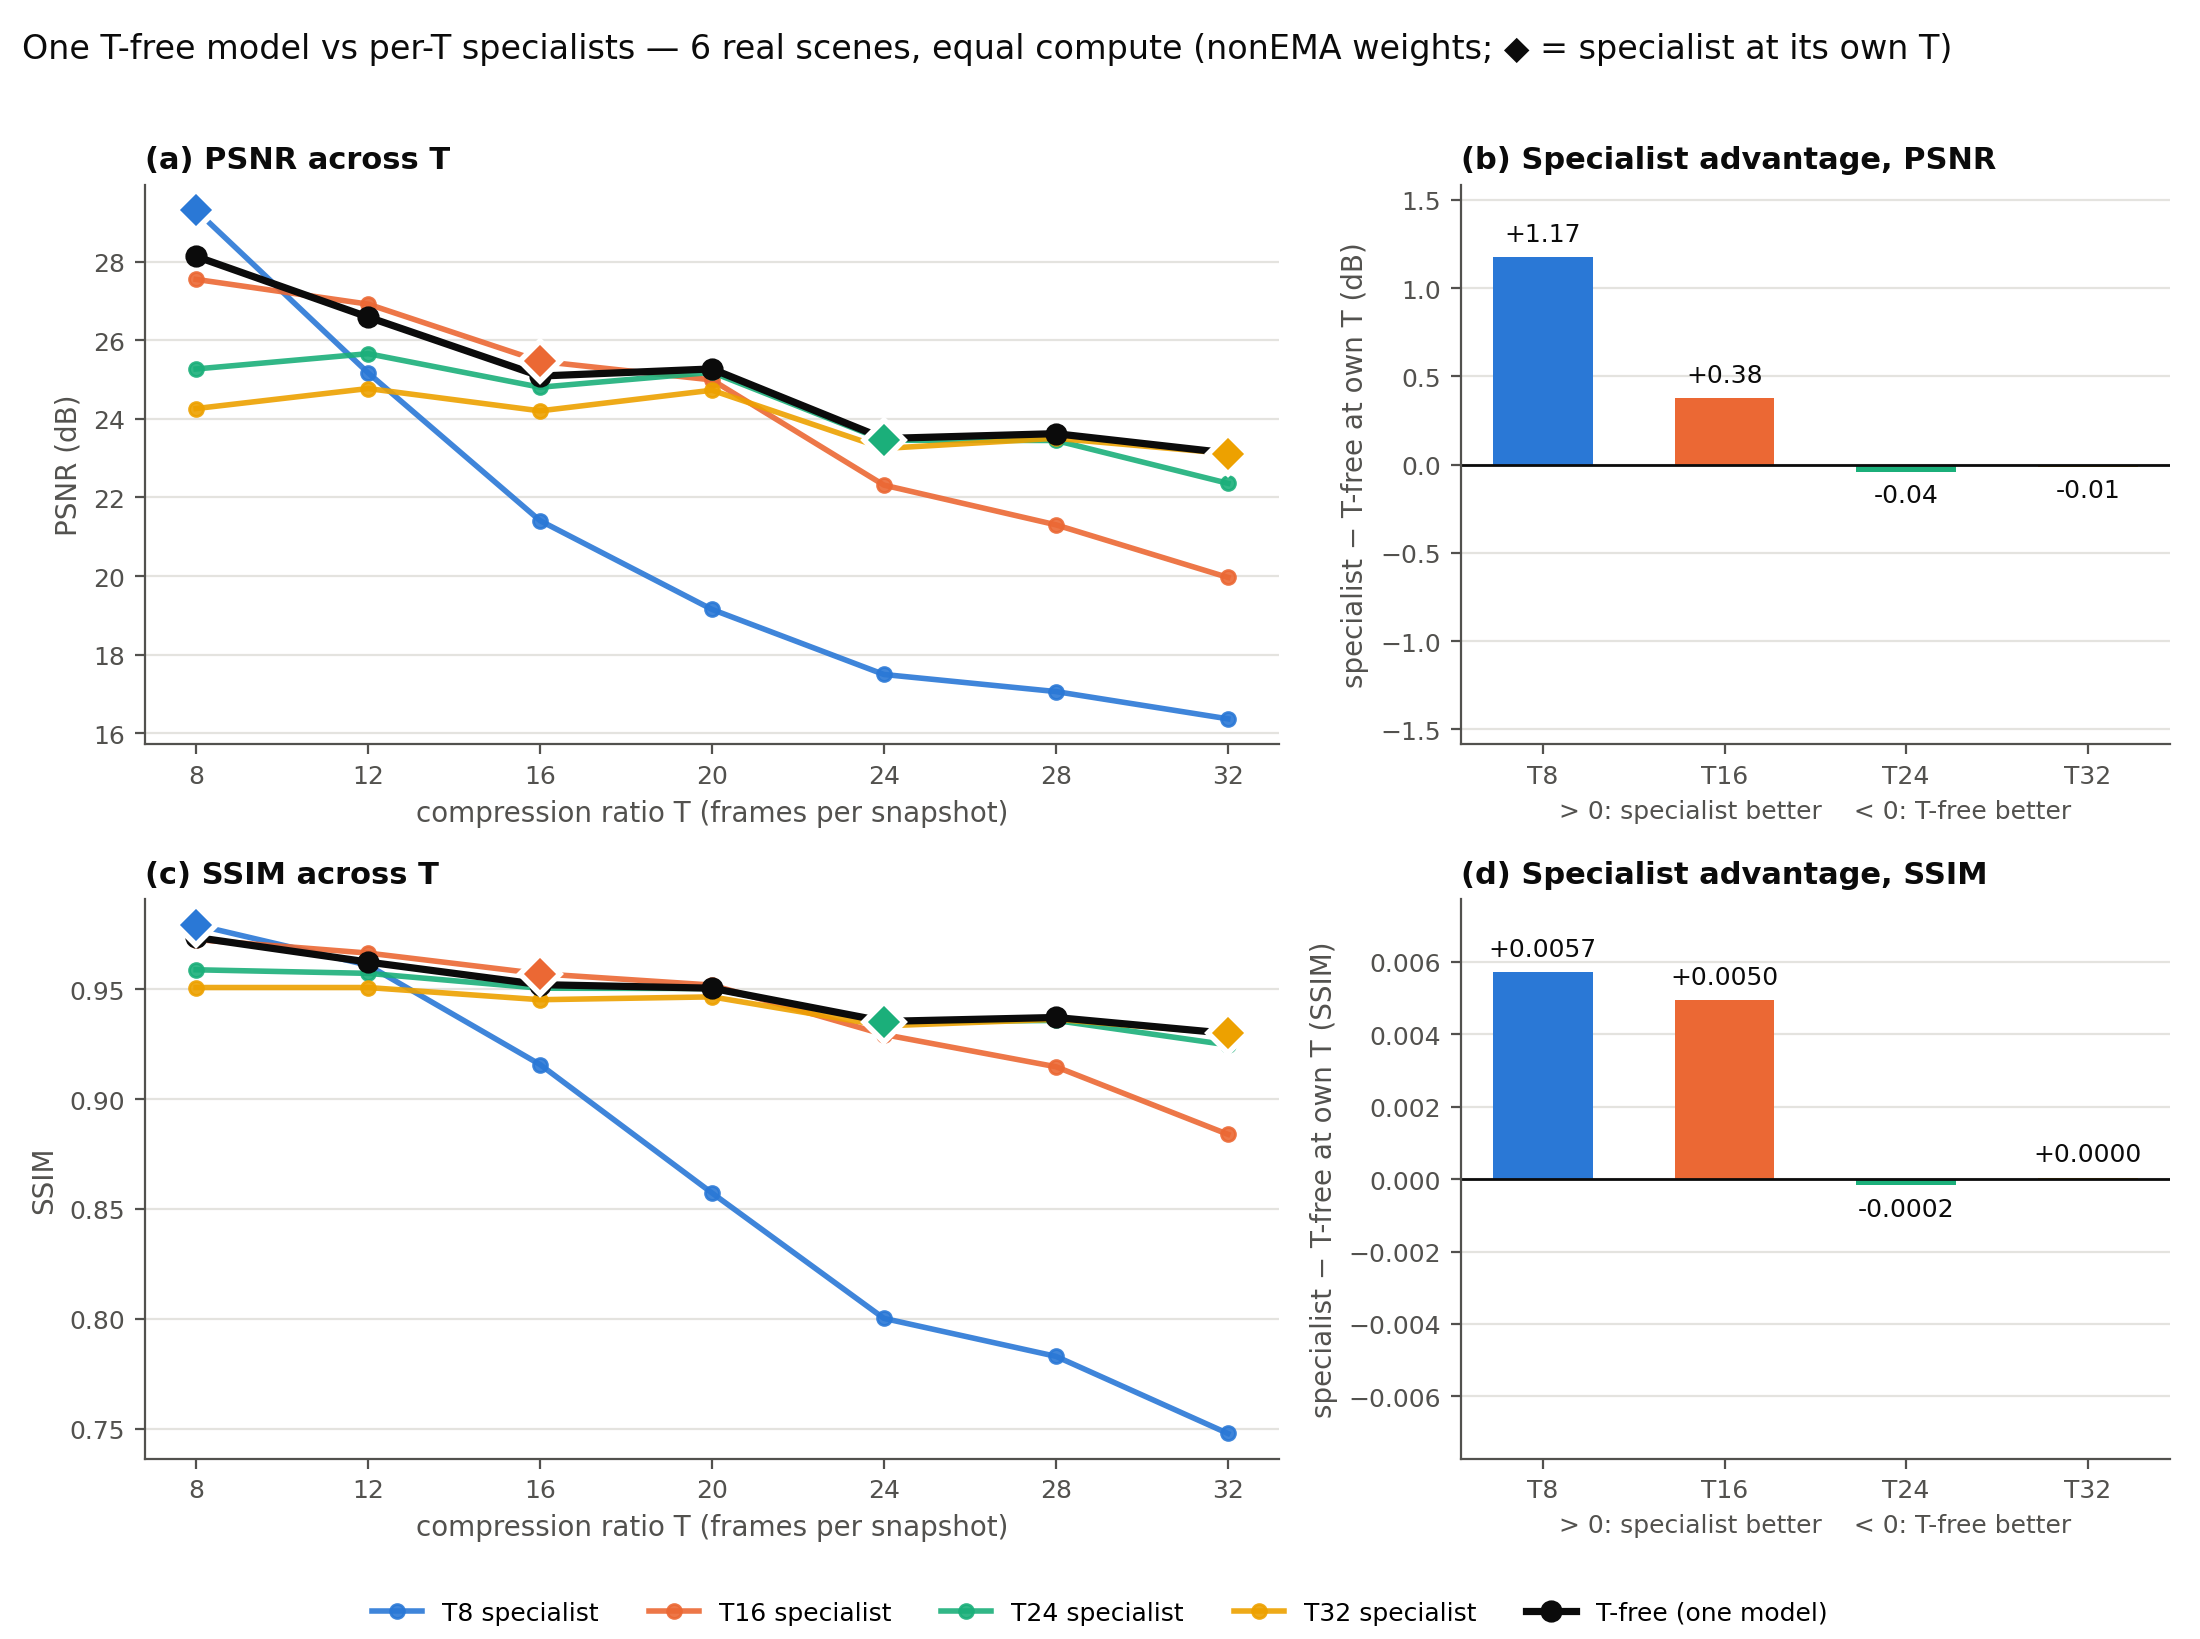 One T-free model vs per-T specialists — 6 real scenes, equal compute (nonEMA weights; ◆ = specialist at its own T)
(a) PSNR across T
PSNR (dB)
28
26
24
22
20
18
16
8 12 16 20 24 28 32
compression ratio T (frames per snapshot)
(b) Specialist advantage, PSNR
specialist − T-free at own T (dB)
1.5
1.0
0.5
0.0
−0.5
−1.0
−1.5
+1.17
+0.38
-0.04
-0.01
T8 T16 T24 T32
> 0: specialist better < 0: T-free better
(c) SSIM across T
SSIM
0.95
0.90
0.85
0.80
0.75
8 12 16 20 24 28 32
compression ratio T (frames per snapshot)
(d) Specialist advantage, SSIM
specialist − T-free at own T (SSIM)
0.006
0.004
0.002
0.000
−0.002
−0.004
−0.006
+0.0057
+0.0050
-0.0002
+0.0000
T8 T16 T24 T32
> 0: specialist better < 0: T-free better
T8 specialist T16 specialist T24 specialist T32 specialist T-free (one model)